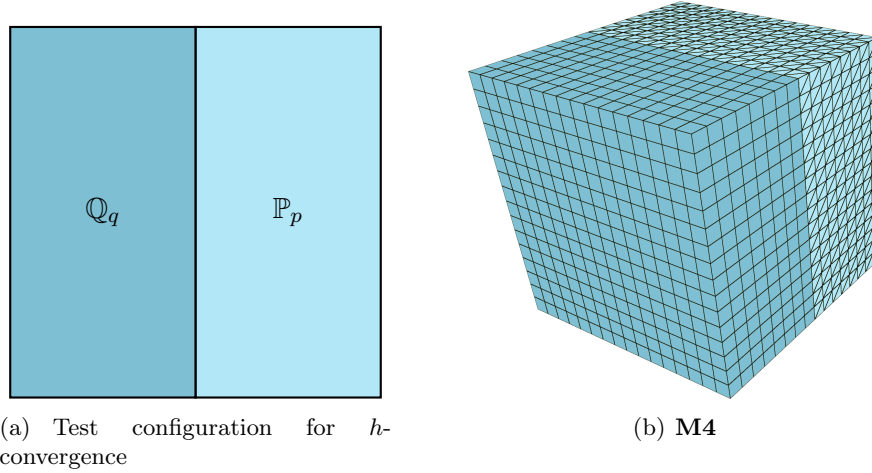 ℚ_q
ℙ_p
(a) Test configuration for h-
convergence
(b) M4